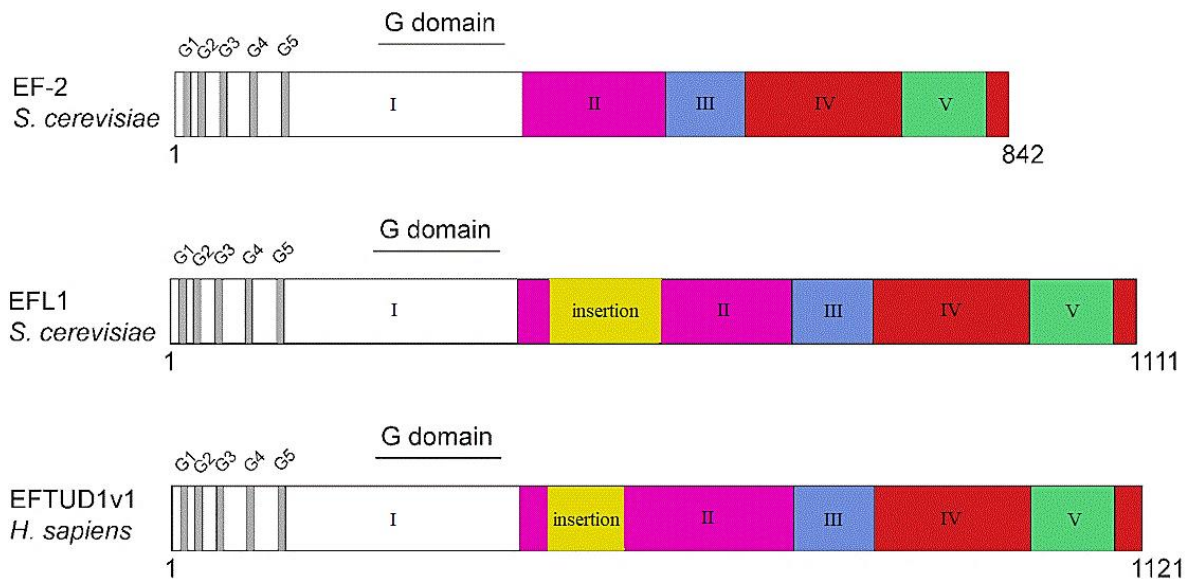 G domain
G1 G2 G3 G4 G5
EF-2
S. cerevisiae
I II III IV V
1 842
G domain
G1 G2 G3 G4 G5
EFL1
S. cerevisiae
I insertion II III IV V
1 1111
G domain
G1 G2 G3 G4 G5
EFTUD1v1
H. sapiens
I insertion II III IV V
1 1121